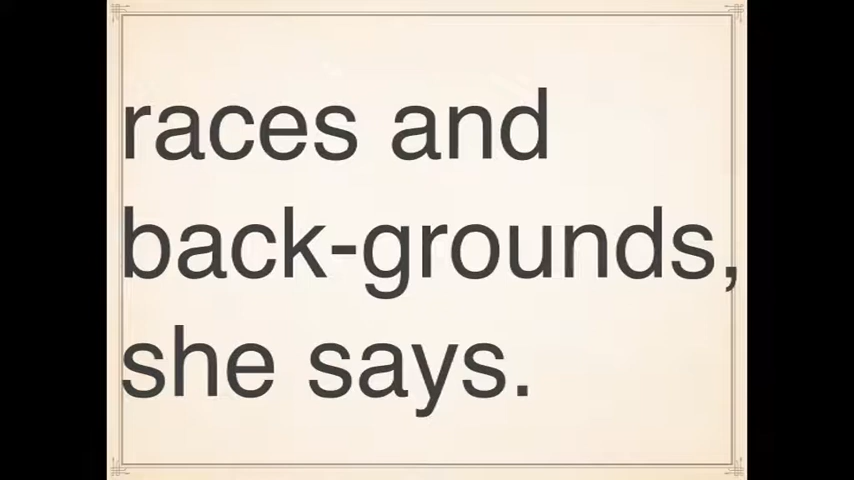 races and
back-grounds,
she says.